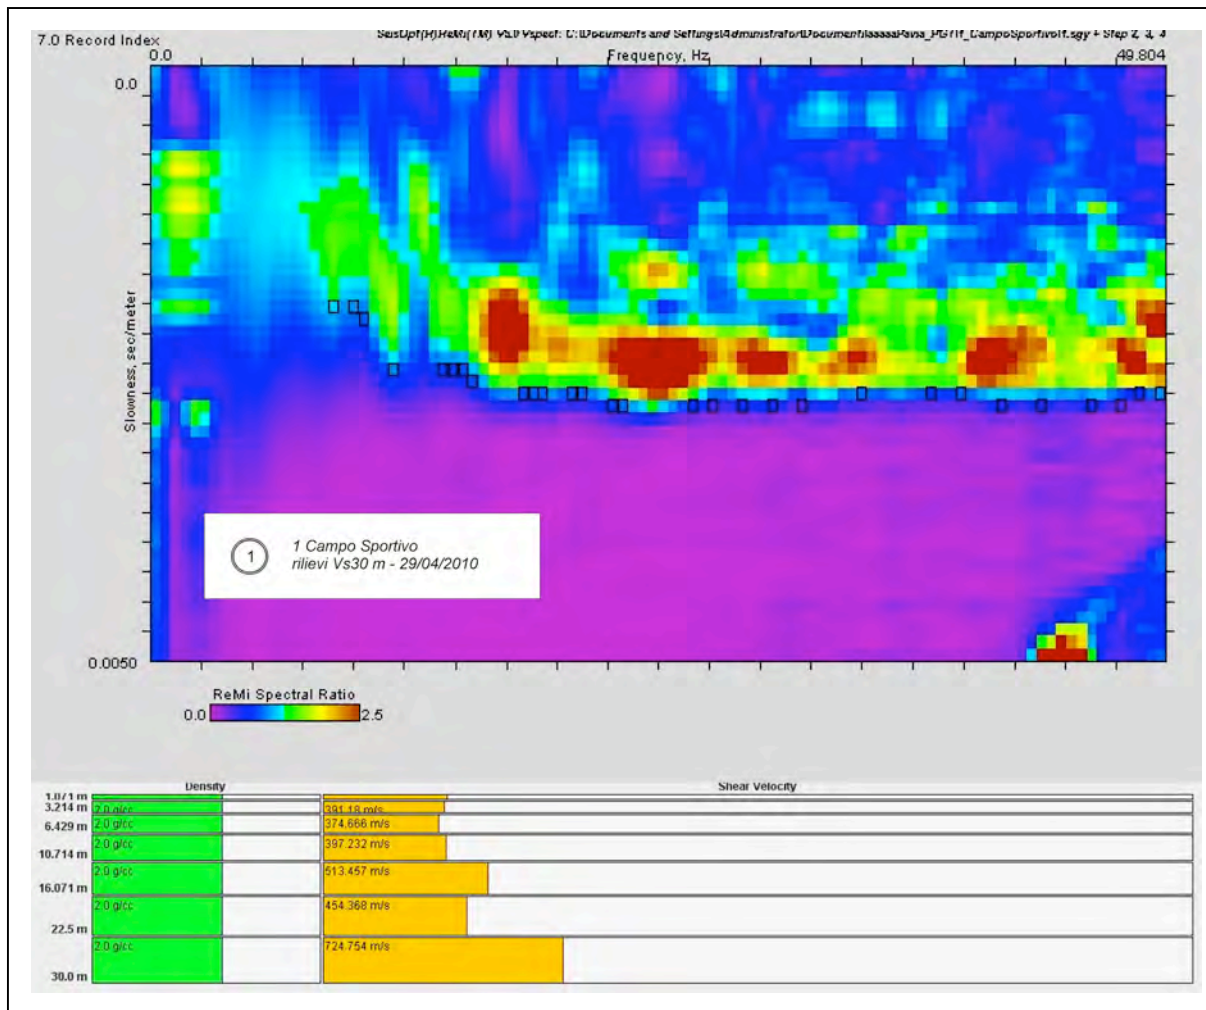 7.0 Record Index
0.0
Frequency, Hz
49.804
0.0
Slowness, sec/meter
0.0050
1
1 Campo Sportivo
rilievi Vs30 m - 29/04/2010
ReMi Spectral Ratio
0.0
2.5
Density
Shear Velocity
1.071 m
3.214 m
2.0 g/cc
391.18 m/s
6.429 m
2.0 g/cc
374.666 m/s
10.714 m
2.0 g/cc
397.232 m/s
16.071 m
2.0 g/cc
513.457 m/s
22.5 m
2.0 g/cc
454.368 m/s
30.0 m
2.0 g/cc
724.754 m/s